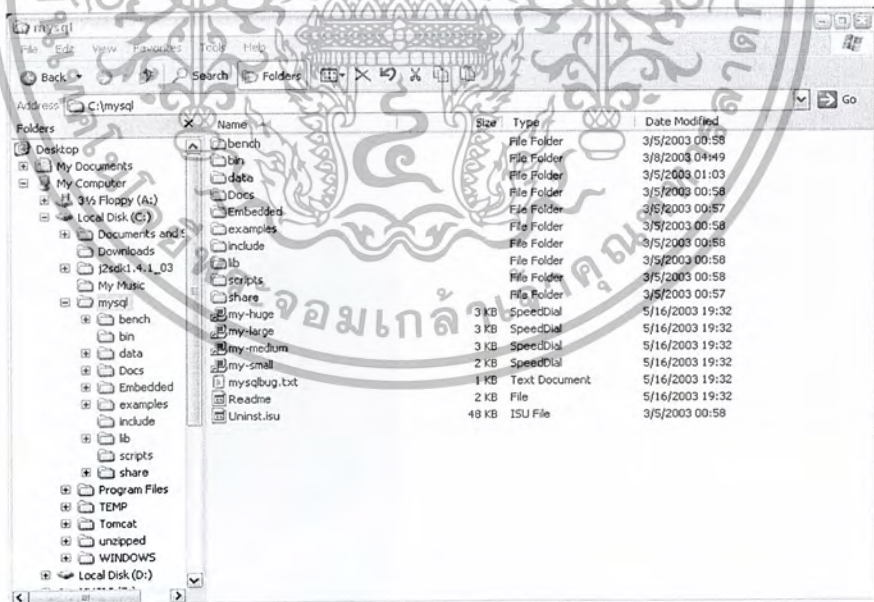 mysql
File Edit View Favorites Tools Help
Back Search Folders
Address C:\mysql Go
Folders
Desktop
My Documents
My Computer
3½ Floppy (A:)
Local Disk (C:)
Documents and S
Downloads
j2sdk1.4.1_03
My Music
mysql
bench
bin
data
Docs
Embedded
examples
include
lib
scripts
share
Program Files
TEMP
Tomcat
unzipped
WINDOWS
Local Disk (D:)
Name Size Type Date Modified
bench File Folder 3/5/2003 00:58
bin File Folder 3/8/2003 04:49
data File Folder 3/5/2003 01:03
Docs File Folder 3/5/2003 00:58
Embedded File Folder 3/5/2003 00:57
examples File Folder 3/5/2003 00:58
include File Folder 3/5/2003 00:58
lib File Folder 3/5/2003 00:58
scripts File Folder 3/5/2003 00:58
share File Folder 3/5/2003 00:57
my-huge 3 KB SpeedDial 5/16/2003 19:32
my-large 3 KB SpeedDial 5/16/2003 19:32
my-medium 3 KB SpeedDial 5/16/2003 19:32
my-small 2 KB SpeedDial 5/16/2003 19:32
mysqlbug.txt 1 KB Text Document 5/16/2003 19:32
Readme 2 KB File 5/16/2003 19:32
Uninst.isu 48 KB ISU File 3/5/2003 00:58